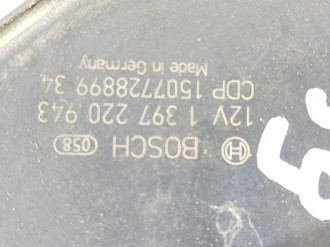 BOSCH 058
12V 1 397 220 943
CDP 1507728899 34.
Made in Germany